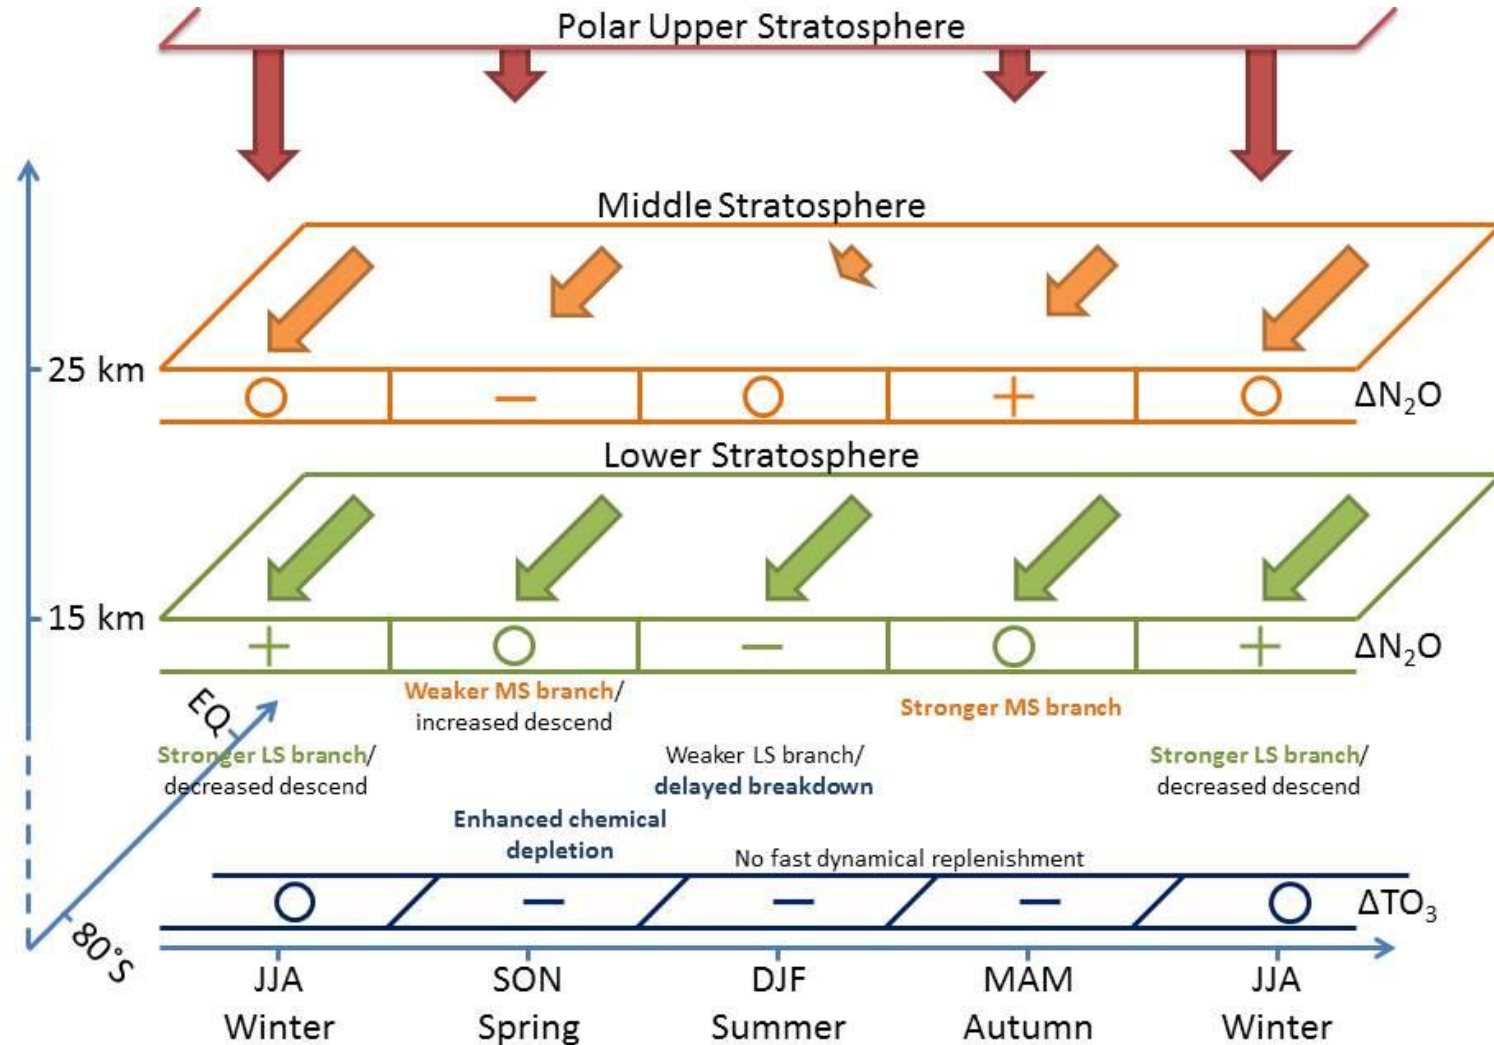 Polar Upper Stratosphere
Middle Stratosphere
25 km
O − O + O ΔN₂O
Lower Stratosphere
15 km
+ O − O + ΔN₂O
Weaker MS branch/
increased descend
Stronger MS branch
EQ
Stronger LS branch/
decreased descend
Weaker LS branch/
delayed breakdown
Stronger LS branch/
decreased descend
Enhanced chemical
depletion
No fast dynamical replenishment
O − − − O ΔTO₃
80°S
JJA SON DJF MAM JJA
Winter Spring Summer Autumn Winter